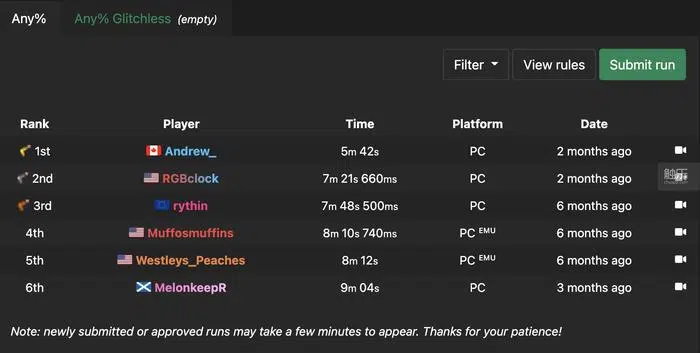 Any% Any% Glitchless (empty)
Filter View rules Submit run
Rank Player Time Platform Date
1st Andrew_ 5m 42s PC 2 months ago
2nd RGBclock 7m 21s 660ms PC 2 months ago
3rd rythin 7m 48s 500ms PC 6 months ago
4th Muffosmuffins 8m 10s 740ms PC EMU 6 months ago
5th Westleys_Peaches 8m 12s PC EMU 6 months ago
6th MelonkeepR 9m 04s PC 3 months ago
Note: newly submitted or approved runs may take a few minutes to appear. Thanks for your patience!